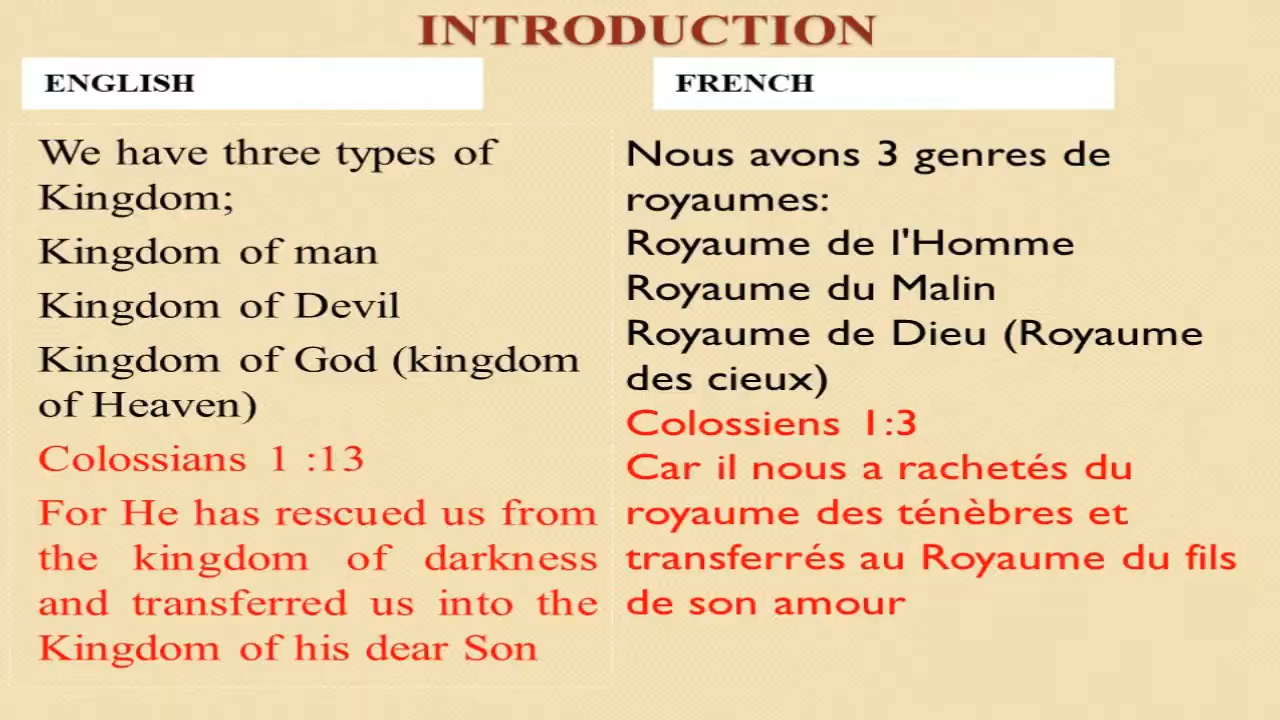 INTRODUCTION
ENGLISH
We have three types of
Kingdom;
Kingdom of man
Kingdom of Devil
Kingdom of God (kingdom
of Heaven)
Colossians 1 :13
For He has rescued us from
the kingdom of darkness
and transferred us into the
Kingdom of his dear Son
FRENCH
Nous avons 3 genres de
royaumes:
Royaume de l'Homme
Royaume du Malin
Royaume de Dieu (Royaume
des cieux)
Colossiens 1:3
Car il nous a rachetés du
royaume des ténèbres et
transferrés au Royaume du fils
de son amour